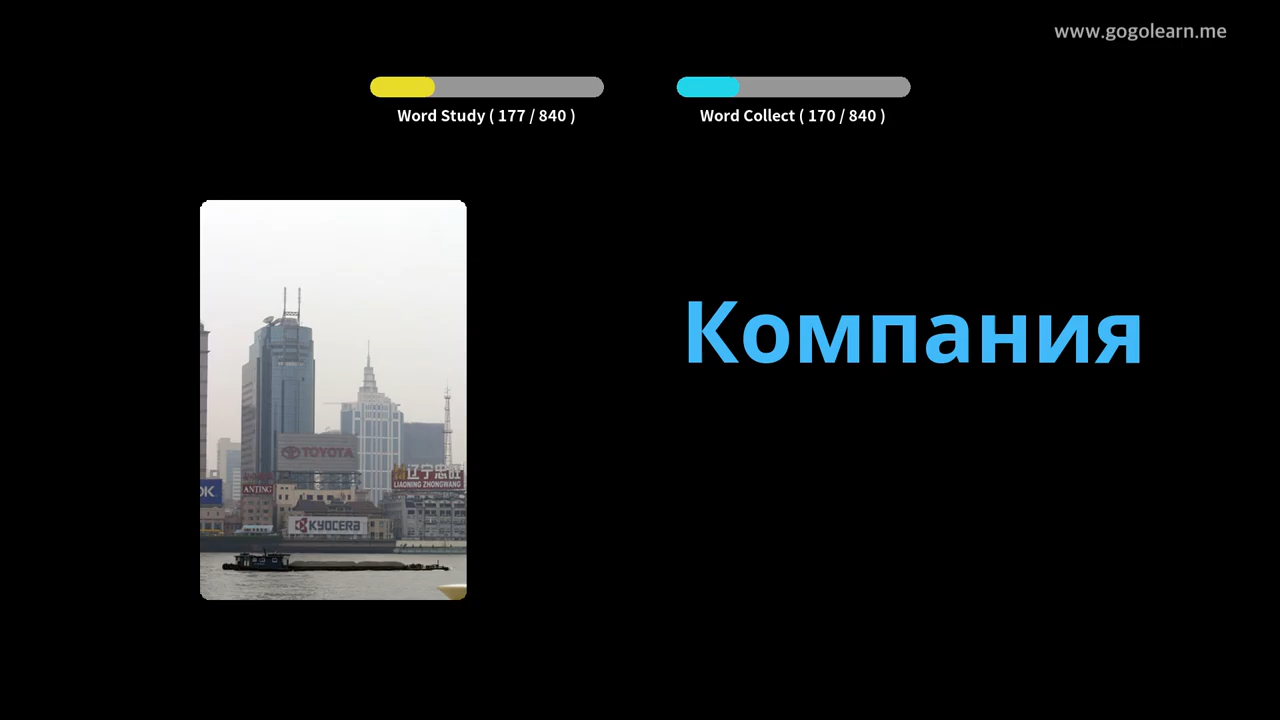 www.gogolearn.me
Word Study ( 177 / 840 )
Word Collect ( 170 / 840 )
Компания
TOYOTA
辽宁忠旺
LIAONING ZHONGWANG
OK
ANTING
KYOCERA